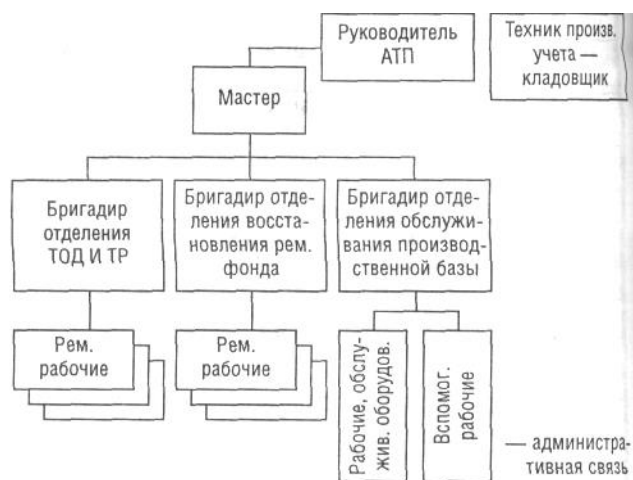 Руководитель
АТП
Техник произв.
учета —
кладовщик
Мастер
Бригадир
отделения
ТОД И ТР
Бригадир отде-
ления восста-
новления рем.
фонда
Бригадир отде-
ления обслужи-
вания производ-
ственной базы
Рем.
рабочие
Рем.
рабочие
Рабочие, обслу-
жив. оборудов.
Вспомог.
рабочие
— администра-
тивная связь